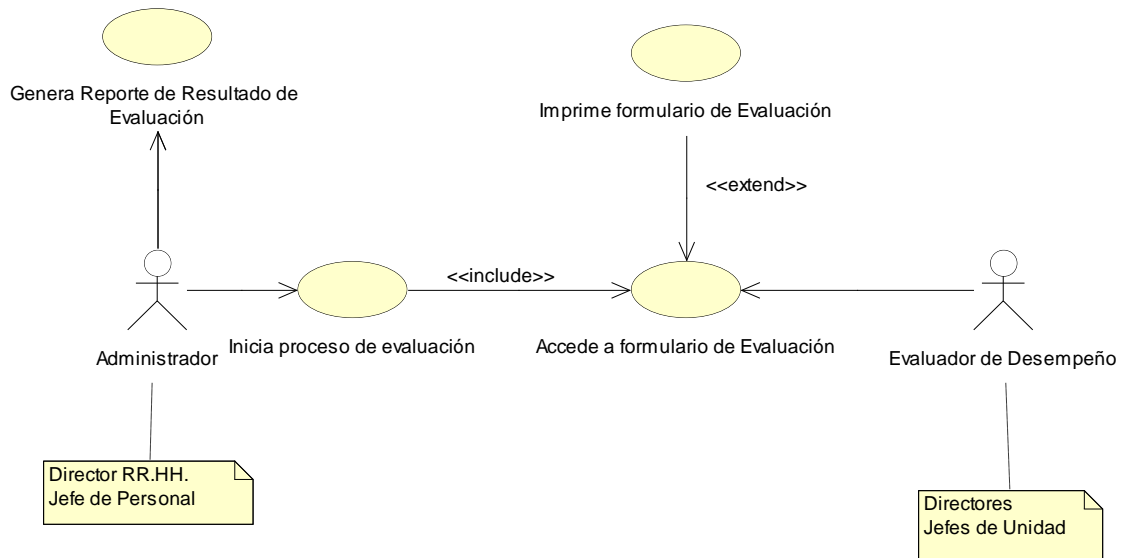 Genera Reporte de Resultado de
Evaluación
Imprime formulario de Evaluación
<<extend>>
<<include>>
Administrador
Inicia proceso de evaluación
Accede a formulario de Evaluación
Evaluador de Desempeño
Director RR.HH.
Jefe de Personal
Directores
Jefes de Unidad